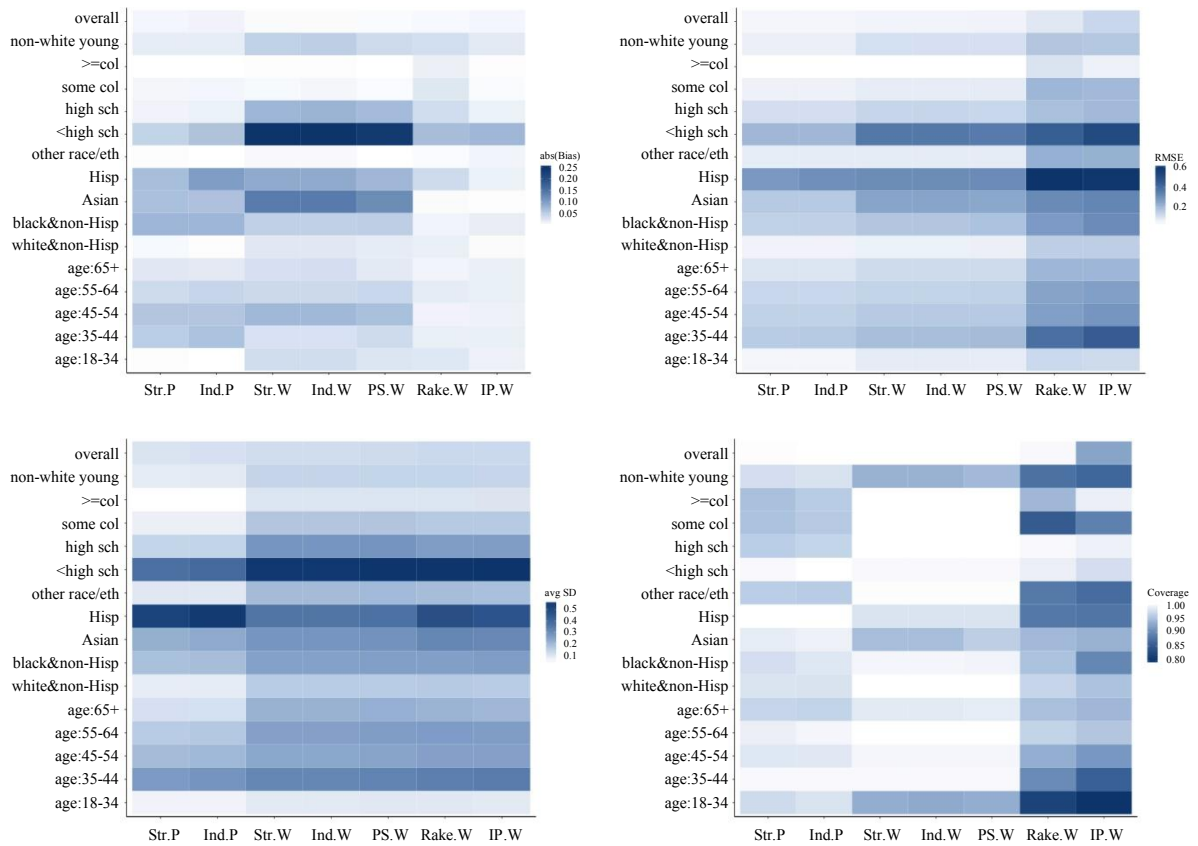 overall
non-white young
>=col
some col
high sch
<high sch
other race/eth
Hisp
Asian
black&non-Hisp
white&non-Hisp
age:65+
age:55-64
age:45-54
age:35-44
age:18-34
Str.P Ind.P Str.W Ind.W PS.W Rake.W IP.W
abs(Bias)
0.25
0.20
0.15
0.10
0.05
overall
non-white young
>=col
some col
high sch
<high sch
other race/eth
Hisp
Asian
black&non-Hisp
white&non-Hisp
age:65+
age:55-64
age:45-54
age:35-44
age:18-34
Str.P Ind.P Str.W Ind.W PS.W Rake.W IP.W
RMSE
0.6
0.4
0.2
overall
non-white young
>=col
some col
high sch
<high sch
other race/eth
Hisp
Asian
black&non-Hisp
white&non-Hisp
age:65+
age:55-64
age:45-54
age:35-44
age:18-34
Str.P Ind.P Str.W Ind.W PS.W Rake.W IP.W
avg SD
0.5
0.4
0.3
0.2
0.1
overall
non-white young
>=col
some col
high sch
<high sch
other race/eth
Hisp
Asian
black&non-Hisp
white&non-Hisp
age:65+
age:55-64
age:45-54
age:35-44
age:18-34
Str.P Ind.P Str.W Ind.W PS.W Rake.W IP.W
Coverage
1.00
0.95
0.90
0.85
0.80